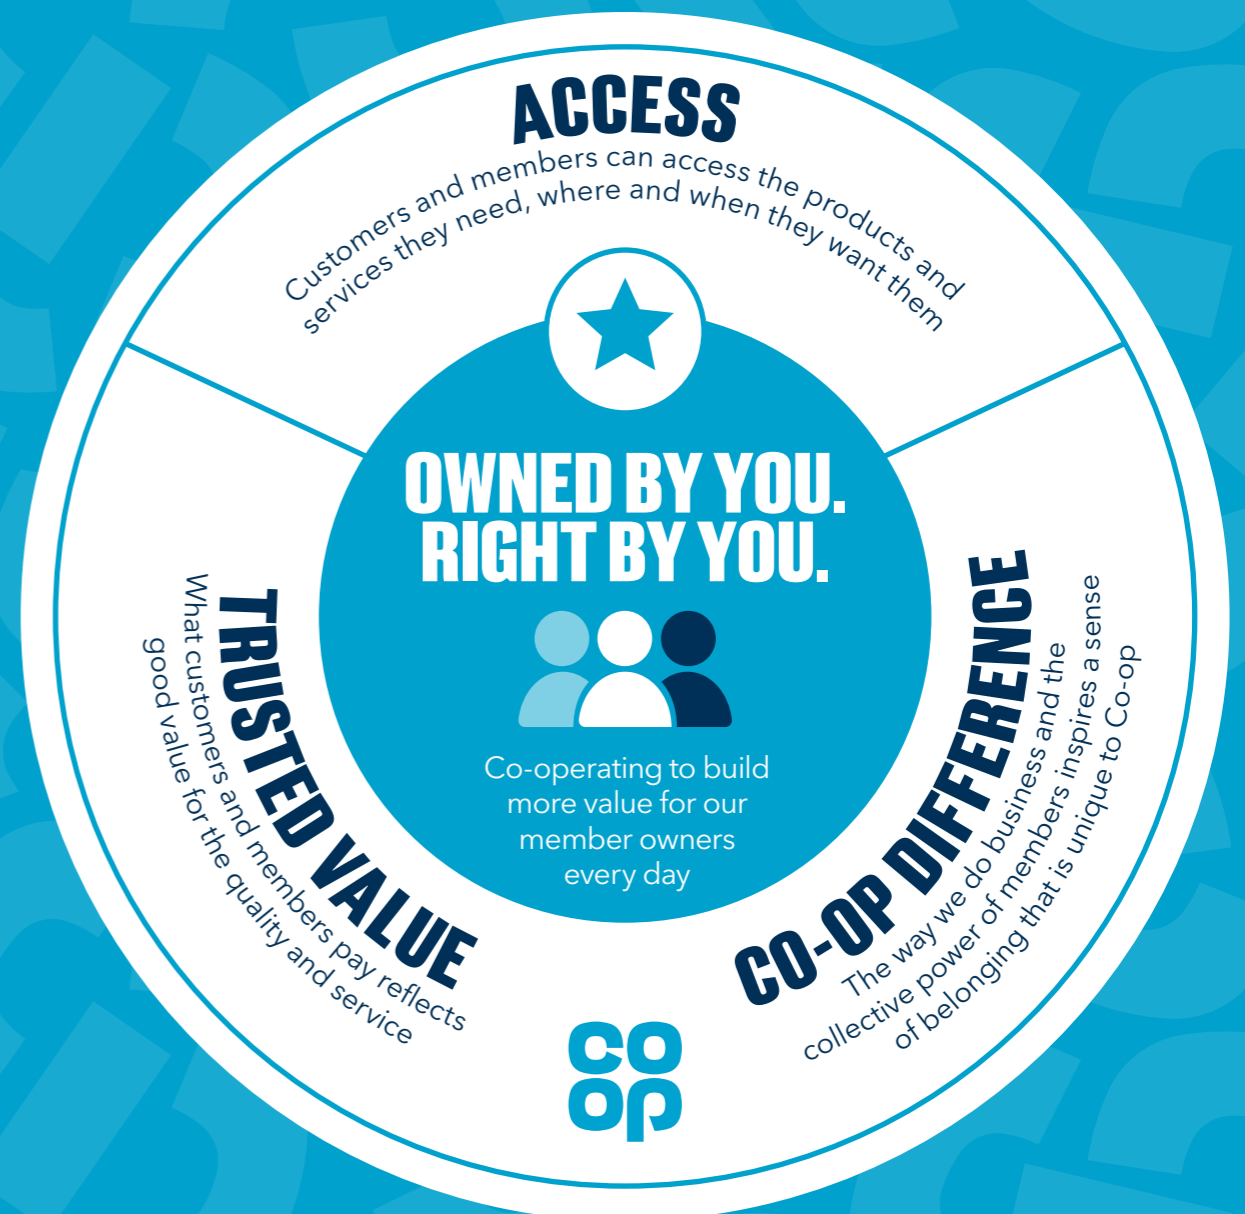 ACCESS
Customers and members can access the products and
services they need, where and when they want them
OWNED BY YOU.
RIGHT BY YOU.
Co-operating to build
more value for our
member owners
every day
TRUSTED VALUE
What customers and members pay reflects
good value for the quality and service
CO-OP DIFFERENCE
The way we do business and the
collective power of members inspires a sense
of belonging that is unique to Co-op
co
op